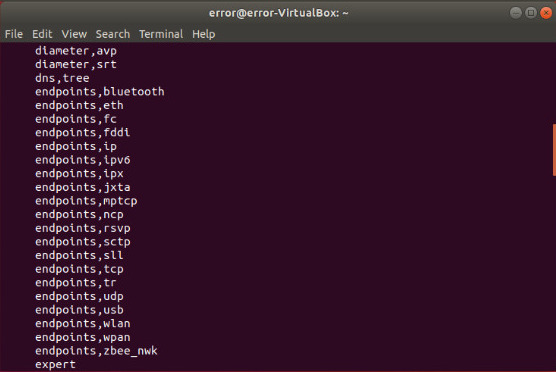 error@error-VirtualBox: ~
File Edit View Search Terminal Help
diameter,avp
diameter,srt
dns,tree
endpoints,bluetooth
endpoints,eth
endpoints,fc
endpoints,fddi
endpoints,ip
endpoints,ipv6
endpoints,ipx
endpoints,jxta
endpoints,mptcp
endpoints,ncp
endpoints,rsvp
endpoints,sctp
endpoints,sll
endpoints,tcp
endpoints,tr
endpoints,udp
endpoints,usb
endpoints,wlan
endpoints,wpan
endpoints,zbee_nwk
expert